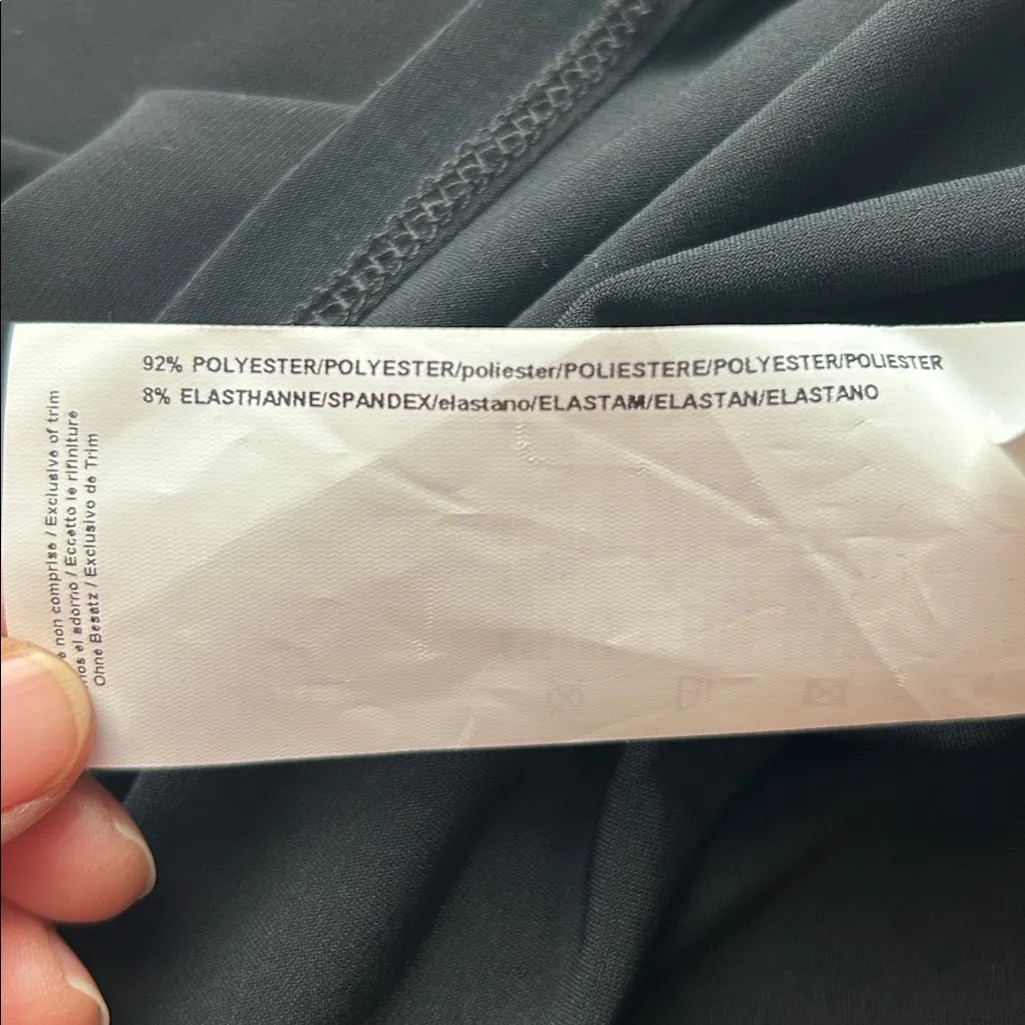 92% POLYESTER/POLYESTER/poliester/POLIESTERE/POLYESTER/POLIESTER
8% ELASTHANNE/SPANDEX/elastano/ELASTAM/ELASTAN/ELASTANO
non comprise / Exclusive of trim
el adorno / Eccetto le rifiniture
Ohne Besatz / Exclusivo de Trim